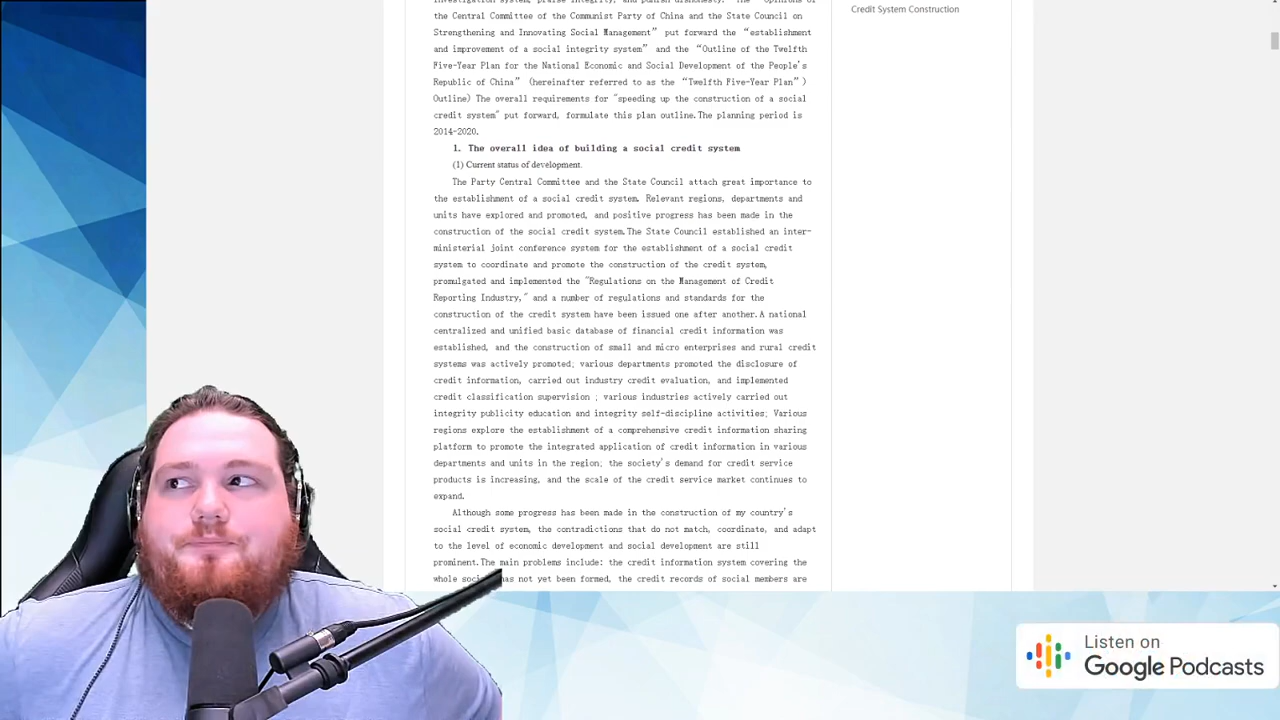 the Central Committee of the Communist Party of China and the State Council on
Strengthening and Innovating Social Management" put forward the "establishment
and improvement of a social integrity system" and the "Outline of the Twelfth
Five-Year Plan for the National Economic and Social Development of the People's
Republic of China" (hereinafter referred to as the "Twelfth Five-Year Plan")
Outline) The overall requirements for "speeding up the construction of a social
credit system" put forward, formulate this plan outline.The planning period is
2014-2020.
1. The overall idea of building a social credit system
(1) Current status of development.
The Party Central Committee and the State Council attach great importance to
the establishment of a social credit system. Relevant regions, departments and
units have explored and promoted, and positive progress has been made in the
construction of the social credit system.The State Council established an inter-
ministerial joint conference system for the establishment of a social credit
system to coordinate and promote the construction of the credit system,
promulgated and implemented the "Regulations on the Management of Credit
Reporting Industry," and a number of regulations and standards for the
construction of the credit system have been issued one after another.A national
centralized and unified basic database of financial credit information was
established, and the construction of small and micro enterprises and rural credit
systems was actively promoted; various departments promoted the disclosure of
credit information, carried out industry credit evaluation, and implemented
credit classification supervision ; various industries actively carried out
integrity publicity education and integrity self-discipline activities; Various
regions explore the establishment of a comprehensive credit information sharing
platform to promote the integrated application of credit information in various
departments and units in the region; the society's demand for credit service
products is increasing, and the scale of the credit service market continues to
expand.
Although some progress has been made in the construction of my country's
social credit system, the contradictions that do not match, coordinate, and adapt
to the level of economic development and social development are still
prominent.The main problems include: the credit information system covering the
whole has not yet been formed, the credit records of social members are
Credit System Construction
Listen on
Google Podcasts